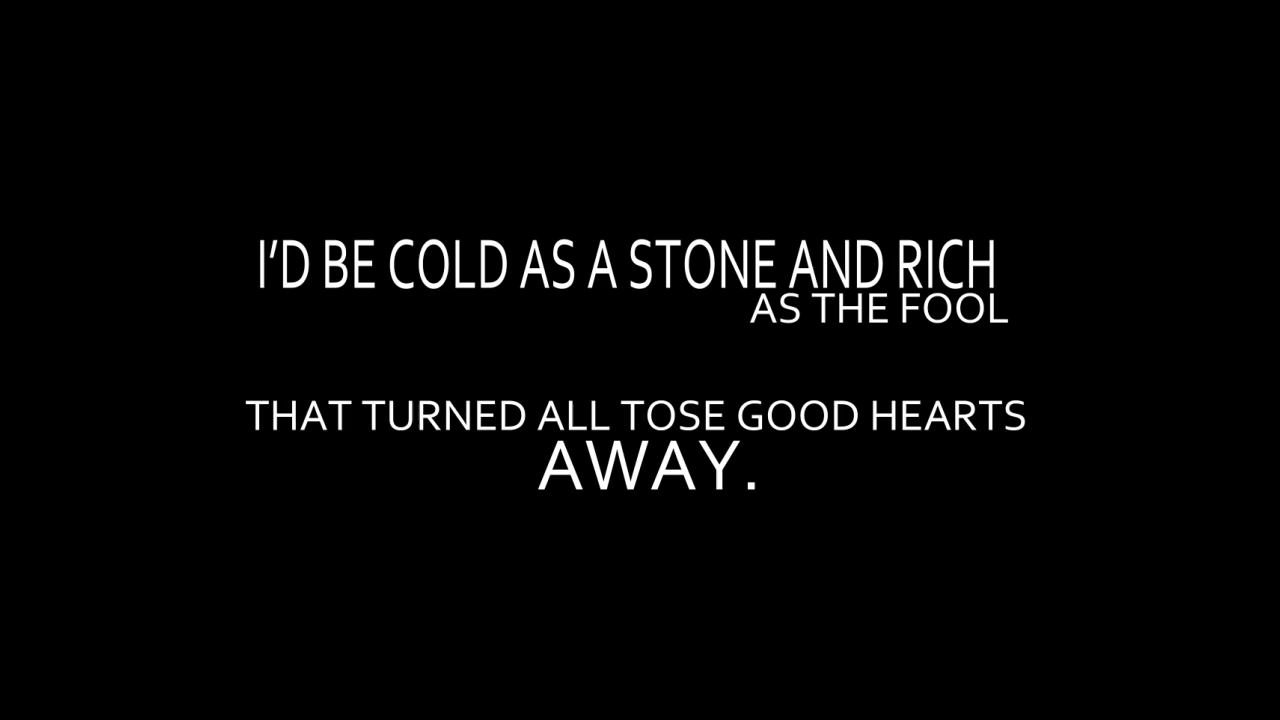 I’D BE COLD AS A STONE AND RICH
AS THE FOOL
THAT TURNED ALL TOSE GOOD HEARTS
AWAY.